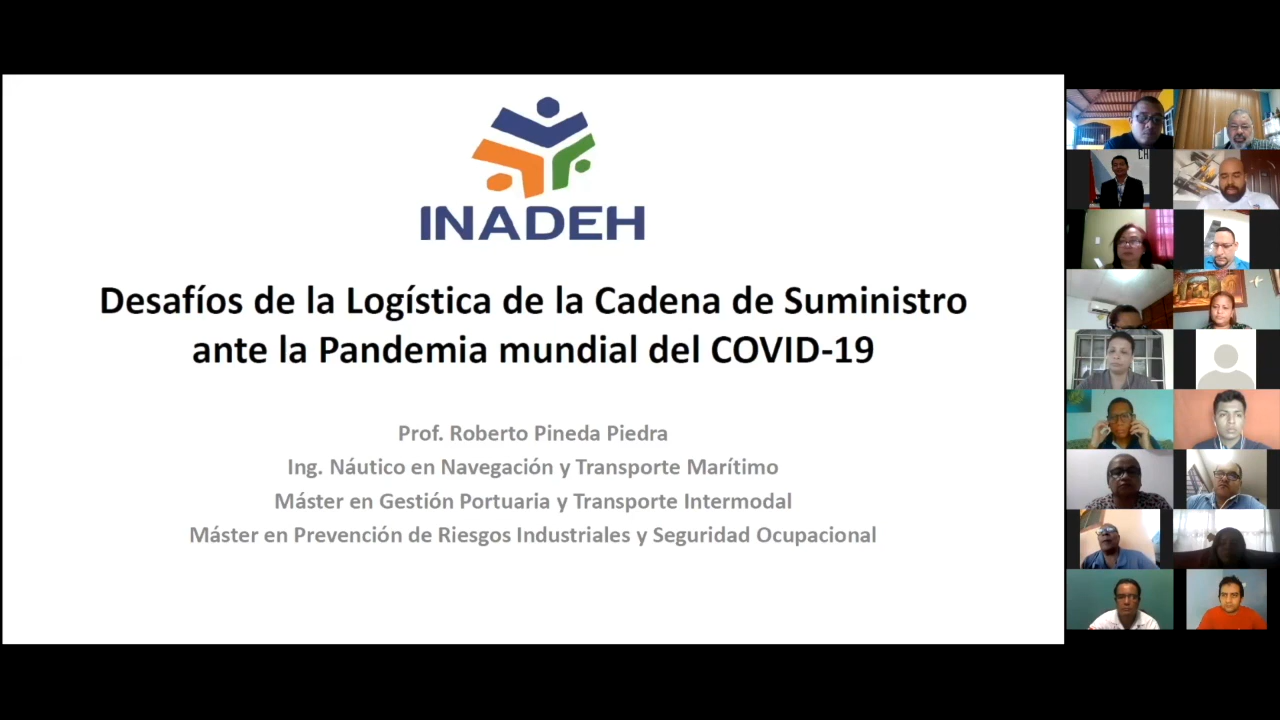 INADEH
Desafíos de la Logística de la Cadena de Suministro
ante la Pandemia mundial del COVID-19
Prof. Roberto Pineda Piedra
Ing. Náutico en Navegación y Transporte Marítimo
Máster en Gestión Portuaria y Transporte Intermodal
Máster en Prevención de Riesgos Industriales y Seguridad Ocupacional
CH